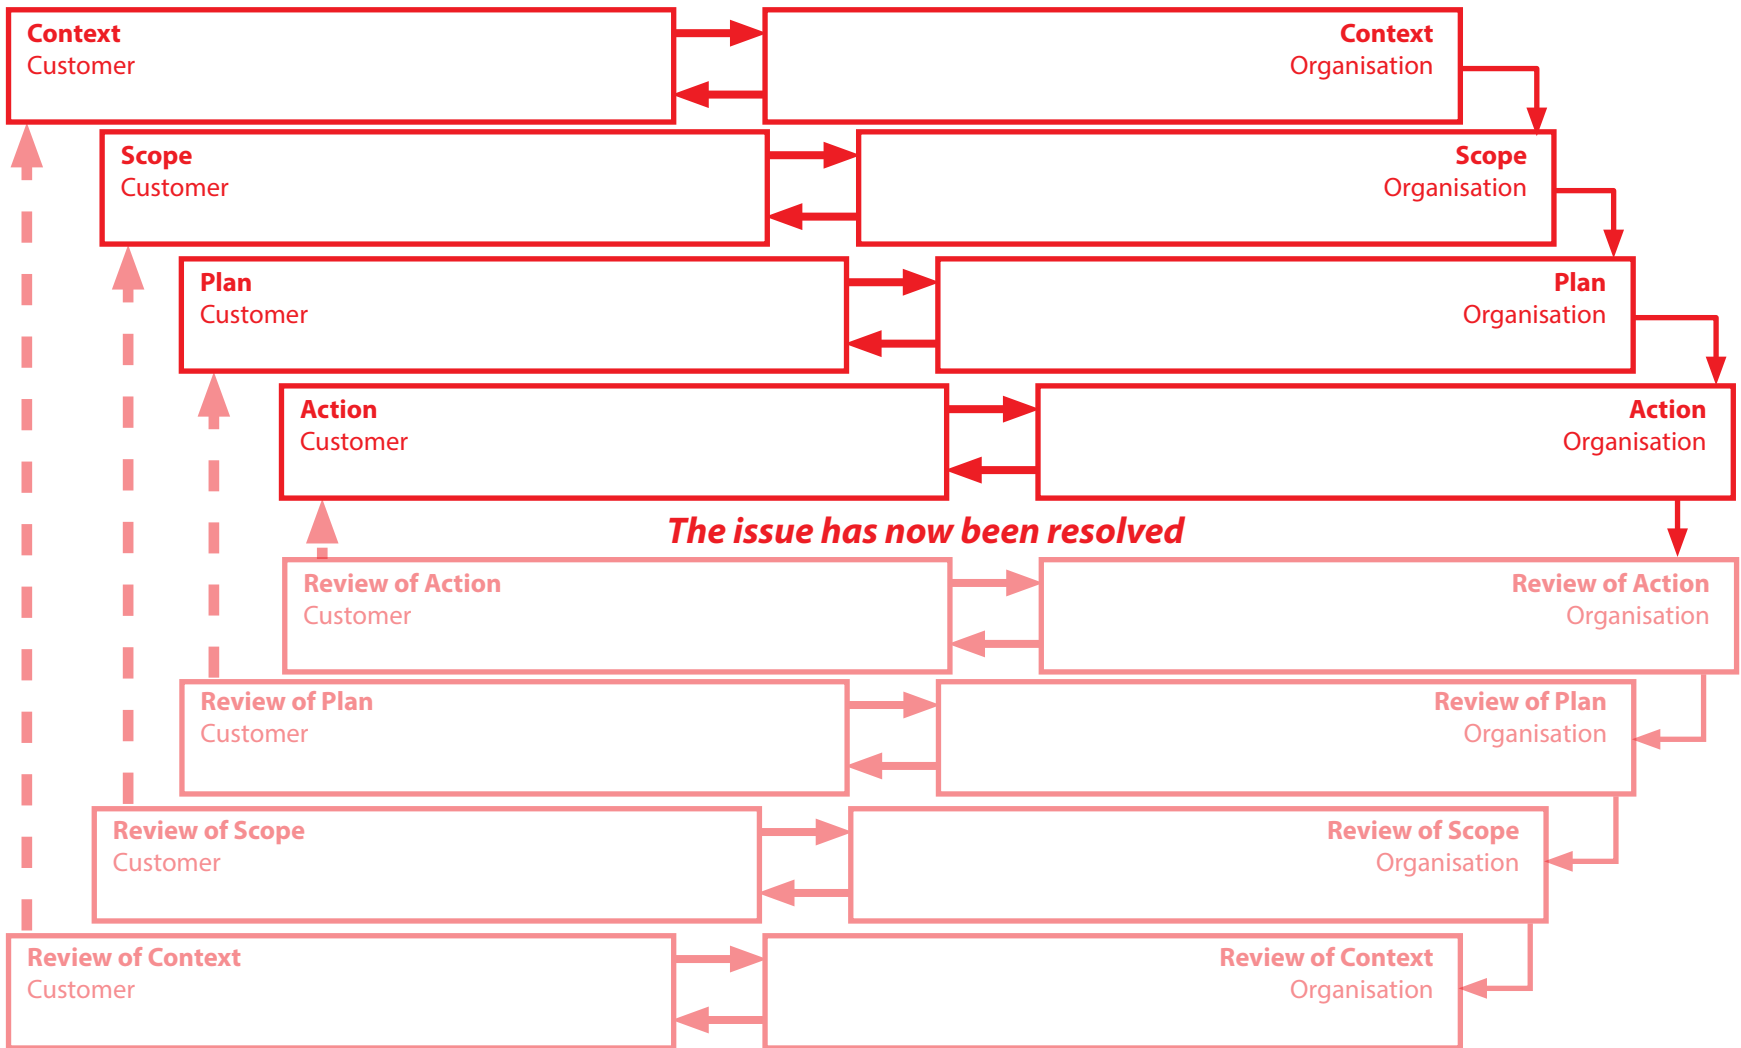 Context
Customer
Context
Organisation
Scope
Customer
Scope
Organisation
Plan
Customer
Plan
Organisation
Action
Customer
Action
Organisation
The issue has now been resolved
Review of Action
Customer
Review of Action
Organisation
Review of Plan
Customer
Review of Plan
Organisation
Review of Scope
Customer
Review of Scope
Organisation
Review of Context
Customer
Review of Context
Organisation